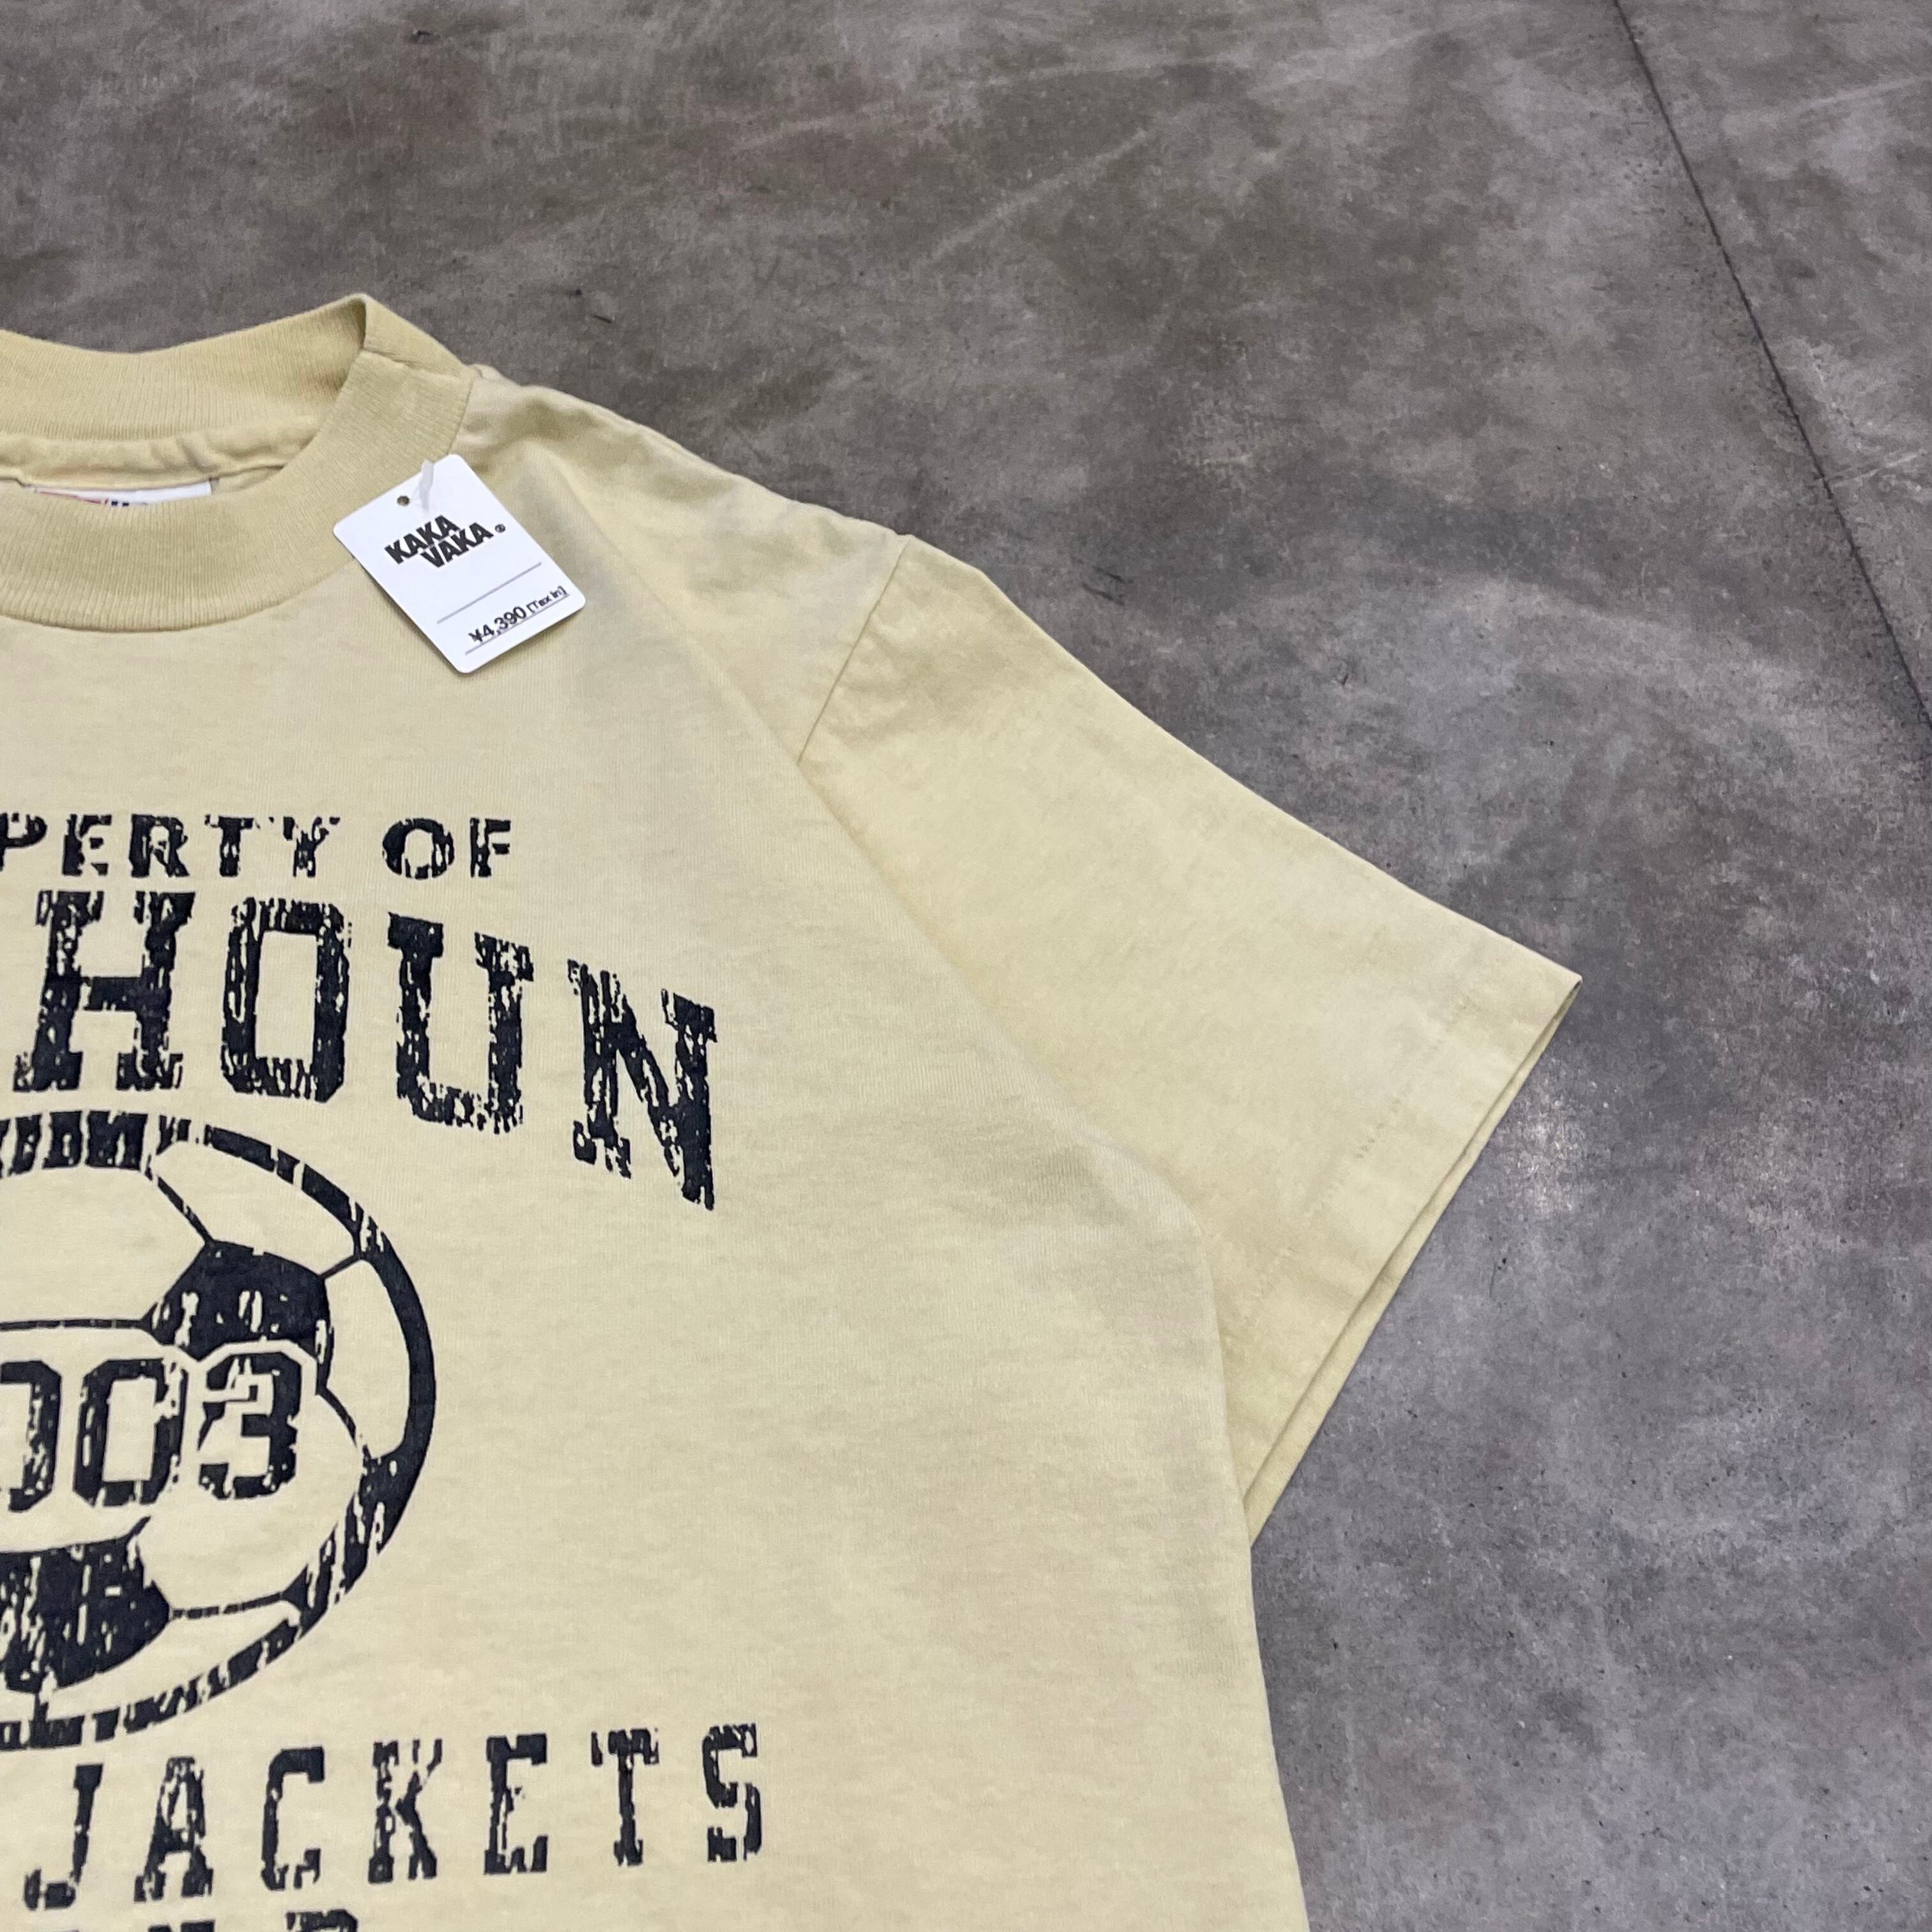 KAKA
VAKA®
¥4,390 [Tax in]
PERTY OF
HOUN
003
JACKETS